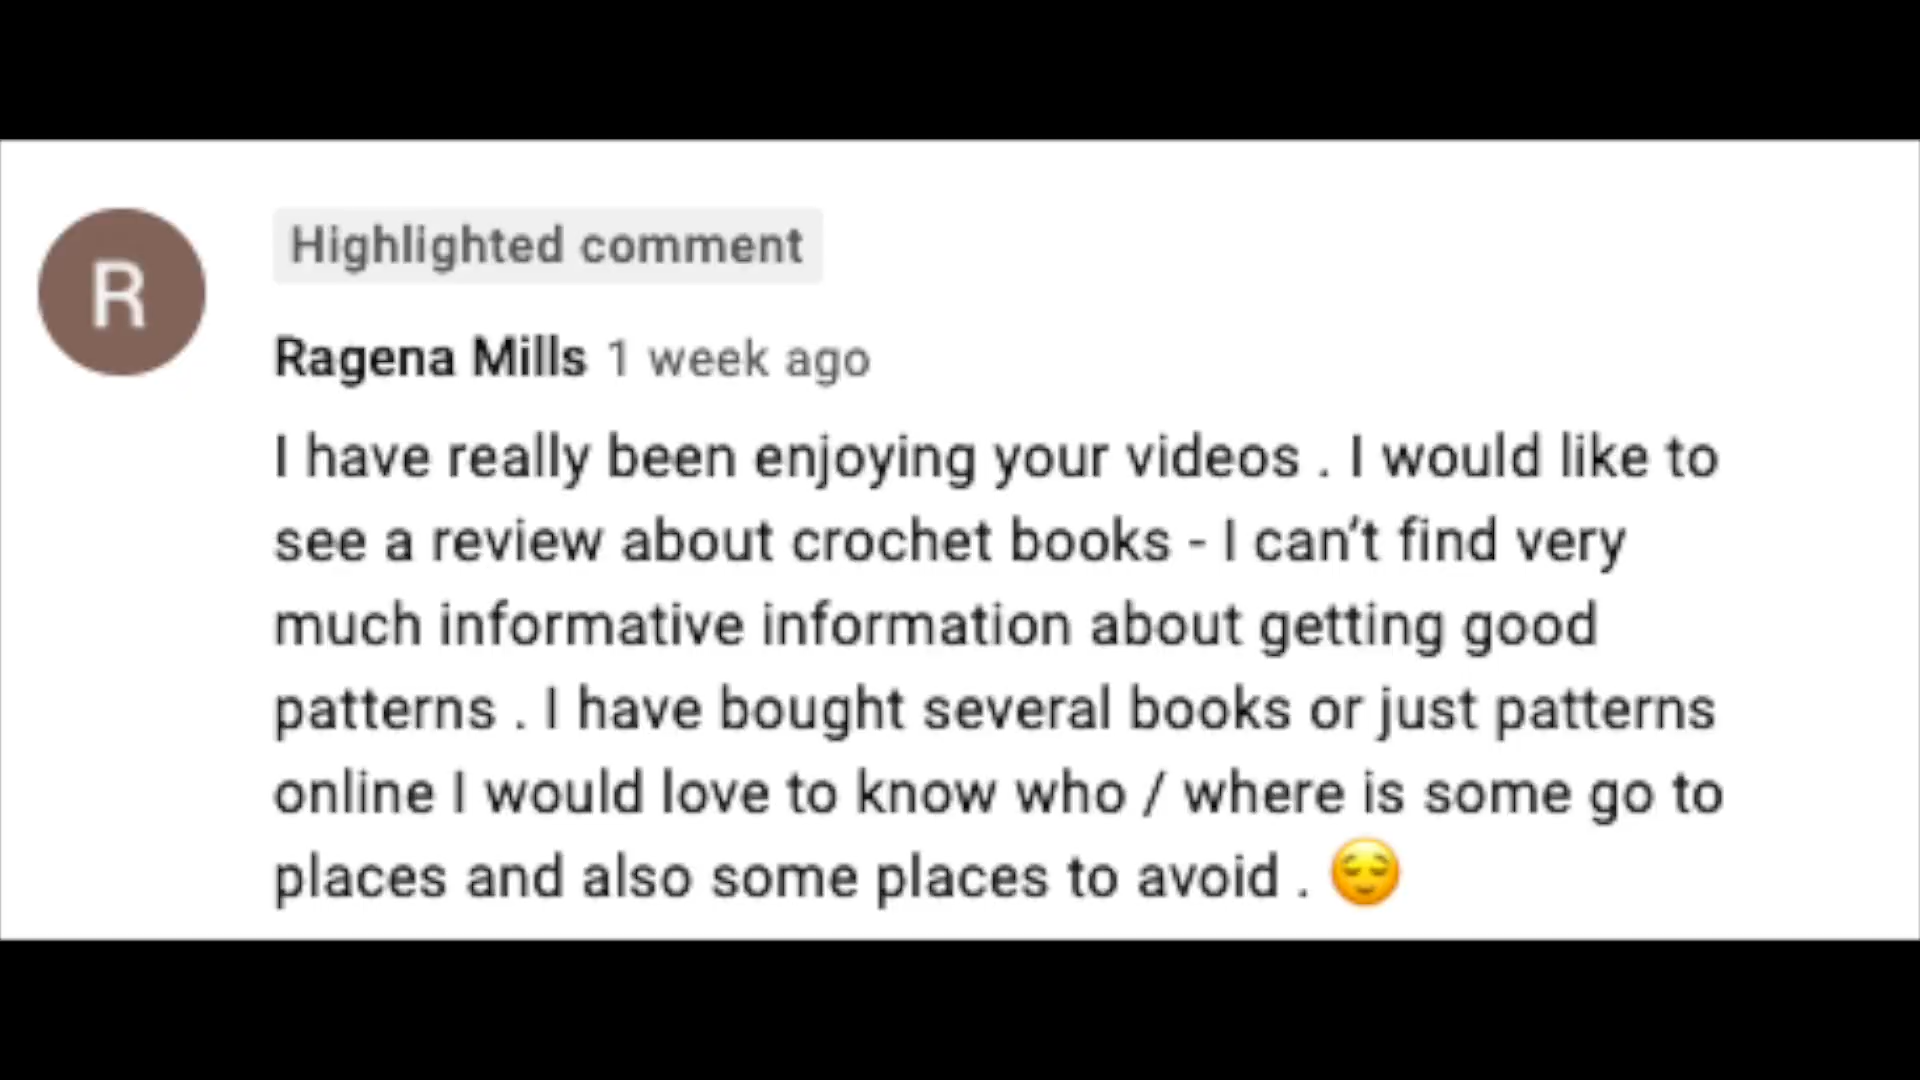 R
Highlighted comment
Ragena Mills 1 week ago
I have really been enjoying your videos . I would like to
see a review about crochet books - I can’t find very
much informative information about getting good
patterns . I have bought several books or just patterns
online I would love to know who / where is some go to
places and also some places to avoid . 😌